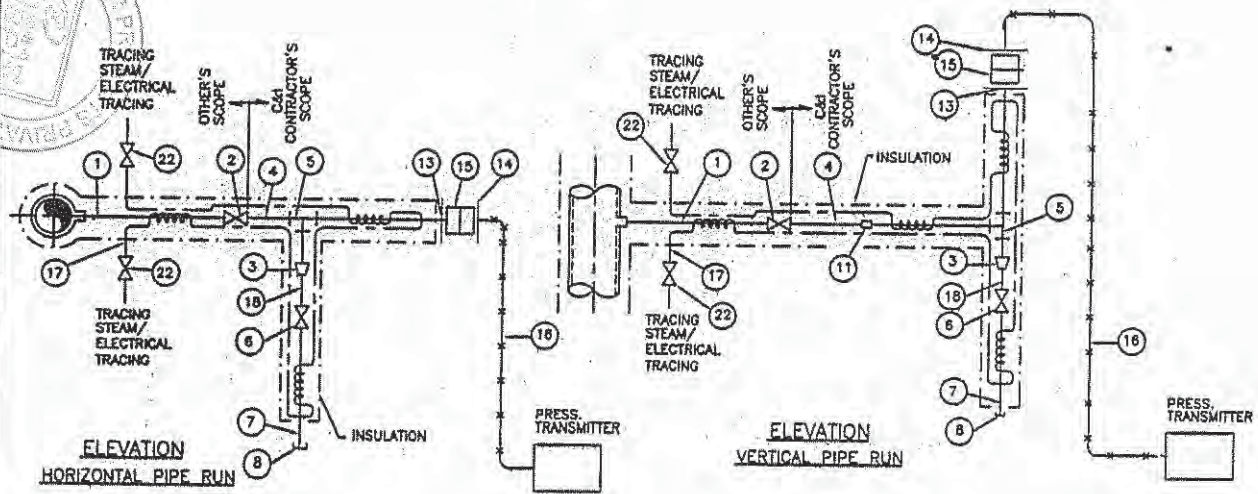 TRACING
STEAM/
ELECTRICAL
TRACING
OTHER'S
SCOPE
C&I
CONTRACTOR'S
SCOPE
1
22
2
4
5
13
15
14
17
22
3
18
6
TRACING
STEAM/
ELECTRICAL
TRACING
7
8
INSULATION
16
PRESS.
TRANSMITTER
ELEVATION
HORIZONTAL PIPE RUN
TRACING
STEAM/
ELECTRICAL
TRACING
OTHER'S
SCOPE
C&I
CONTRACTOR'S
SCOPE
14
15
13
22
1
2
4
INSULATION
5
11
3
18
6
17
22
TRACING
STEAM/
ELECTRICAL
TRACING
7
8
16
PRESS.
TRANSMITTER
ELEVATION
VERTICAL PIPE RUN